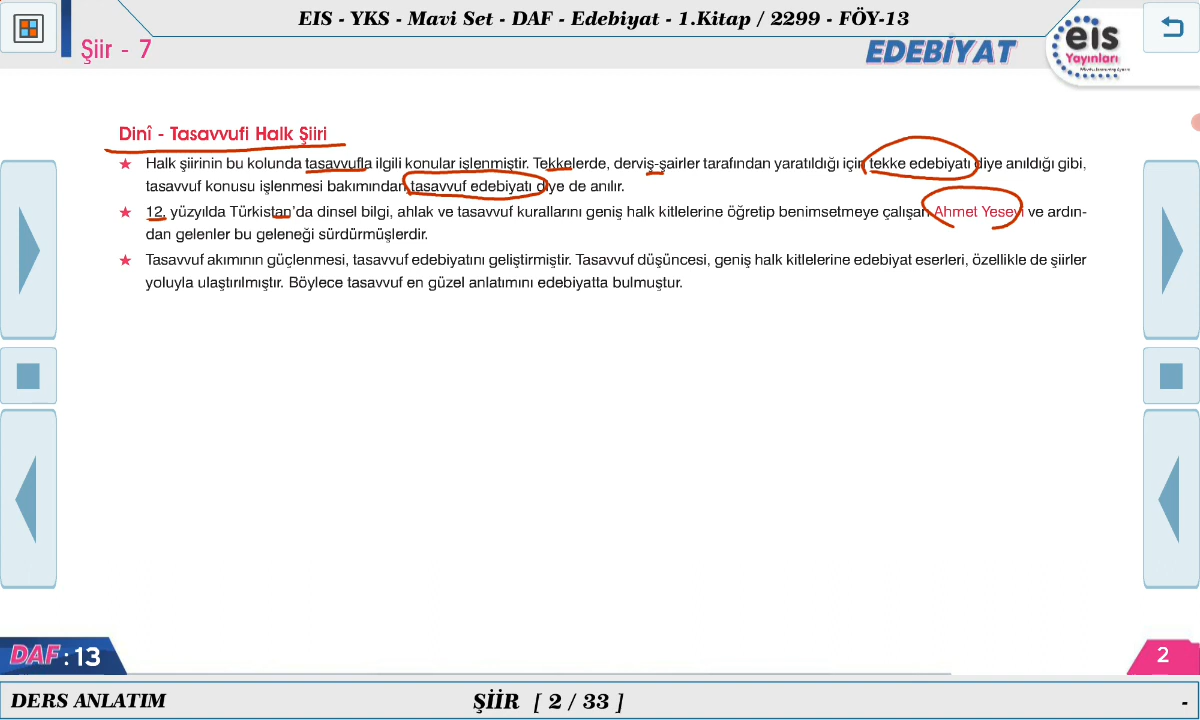 EIS - YKS - Mavi Set - DAF - Edebiyat - 1.Kitap / 2299 - FÖY-13
Şiir - 7
EDEBİYAT
eis
Yayınları
Dinî - Tasavvufi Halk Şiiri
★ Halk şiirinin bu kolunda tasavvufla ilgili konular işlenmiştir. Tekkelerde, derviş-şairler tarafından yaratıldığı için tekke edebiyatı diye anıldığı gibi,
tasavvuf konusu işlenmesi bakımından tasavvuf edebiyatı diye de anılır.
★ 12. yüzyılda Türkistan'da dinsel bilgi, ahlak ve tasavvuf kurallarını geniş halk kitlelerine öğretip benimsetmeye çalışan Ahmet Yesevi ve ardın-
dan gelenler bu geleneği sürdürmüşlerdir.
★ Tasavvuf akımının güçlenmesi, tasavvuf edebiyatını geliştirmiştir. Tasavvuf düşüncesi, geniş halk kitlelerine edebiyat eserleri, özellikle de şiirler
yoluyla ulaştırılmıştır. Böylece tasavvuf en güzel anlatımını edebiyatta bulmuştur.
DAF : 13
2
DERS ANLATIM
ŞİİR [ 2 / 33 ]
-